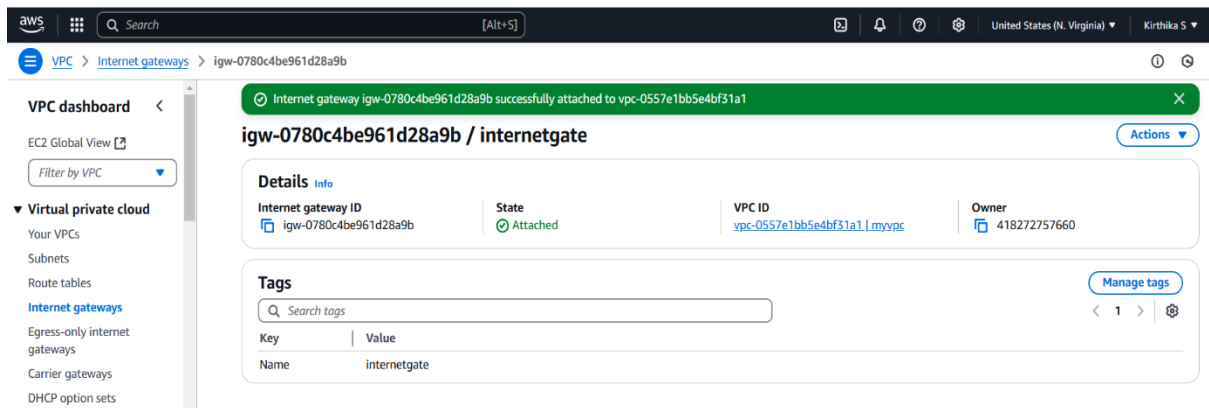 aws Search [Alt+S] United States (N. Virginia) Kirthika S
VPC > Internet gateways > igw-0780c4be961d28a9b
VPC dashboard
EC2 Global View
Filter by VPC
Virtual private cloud
Your VPCs
Subnets
Route tables
Internet gateways
Egress-only internet
gateways
Carrier gateways
DHCP option sets
Internet gateway igw-0780c4be961d28a9b successfully attached to vpc-0557e1bb5e4bf31a1
igw-0780c4be961d28a9b / internetgate
Actions
Details Info
Internet gateway ID State VPC ID Owner
igw-0780c4be961d28a9b Attached vpc-0557e1bb5e4bf31a1 | myvpc 418272757660
Tags Manage tags
Search tags 1
Key Value
Name internetgate